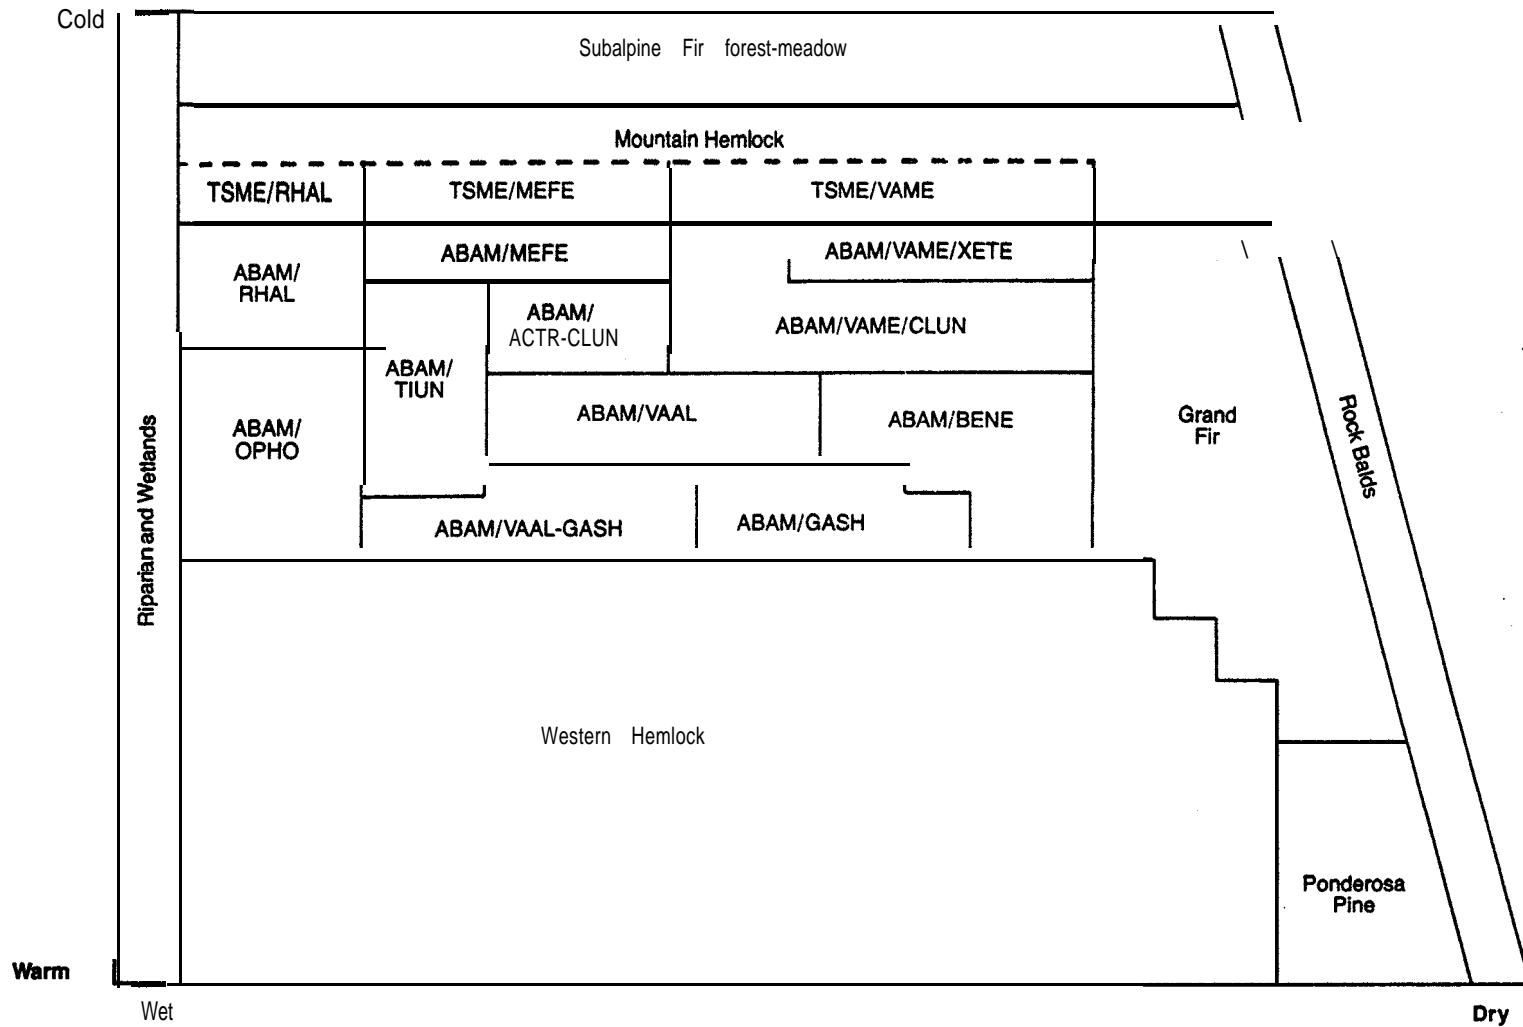 Cold
Subalpine Fir forest-meadow
Mountain Hemlock
TSME/RHAL
TSME/MEFE
TSME/VAME
ABAM/MEFE
ABAM/VAME/XETE
ABAM/
RHAL
ABAM/
ACTR-CLUN
ABAM/VAME/CLUN
ABAM/
TIUN
ABAM/VAAL
ABAM/BENE
Grand
Fir
Rock Balds
ABAM/
OPHO
Riparian and Wetlands
ABAM/VAAL-GASH
ABAM/GASH
Western Hemlock
Ponderosa
Pine
Warm
Wet
Dry